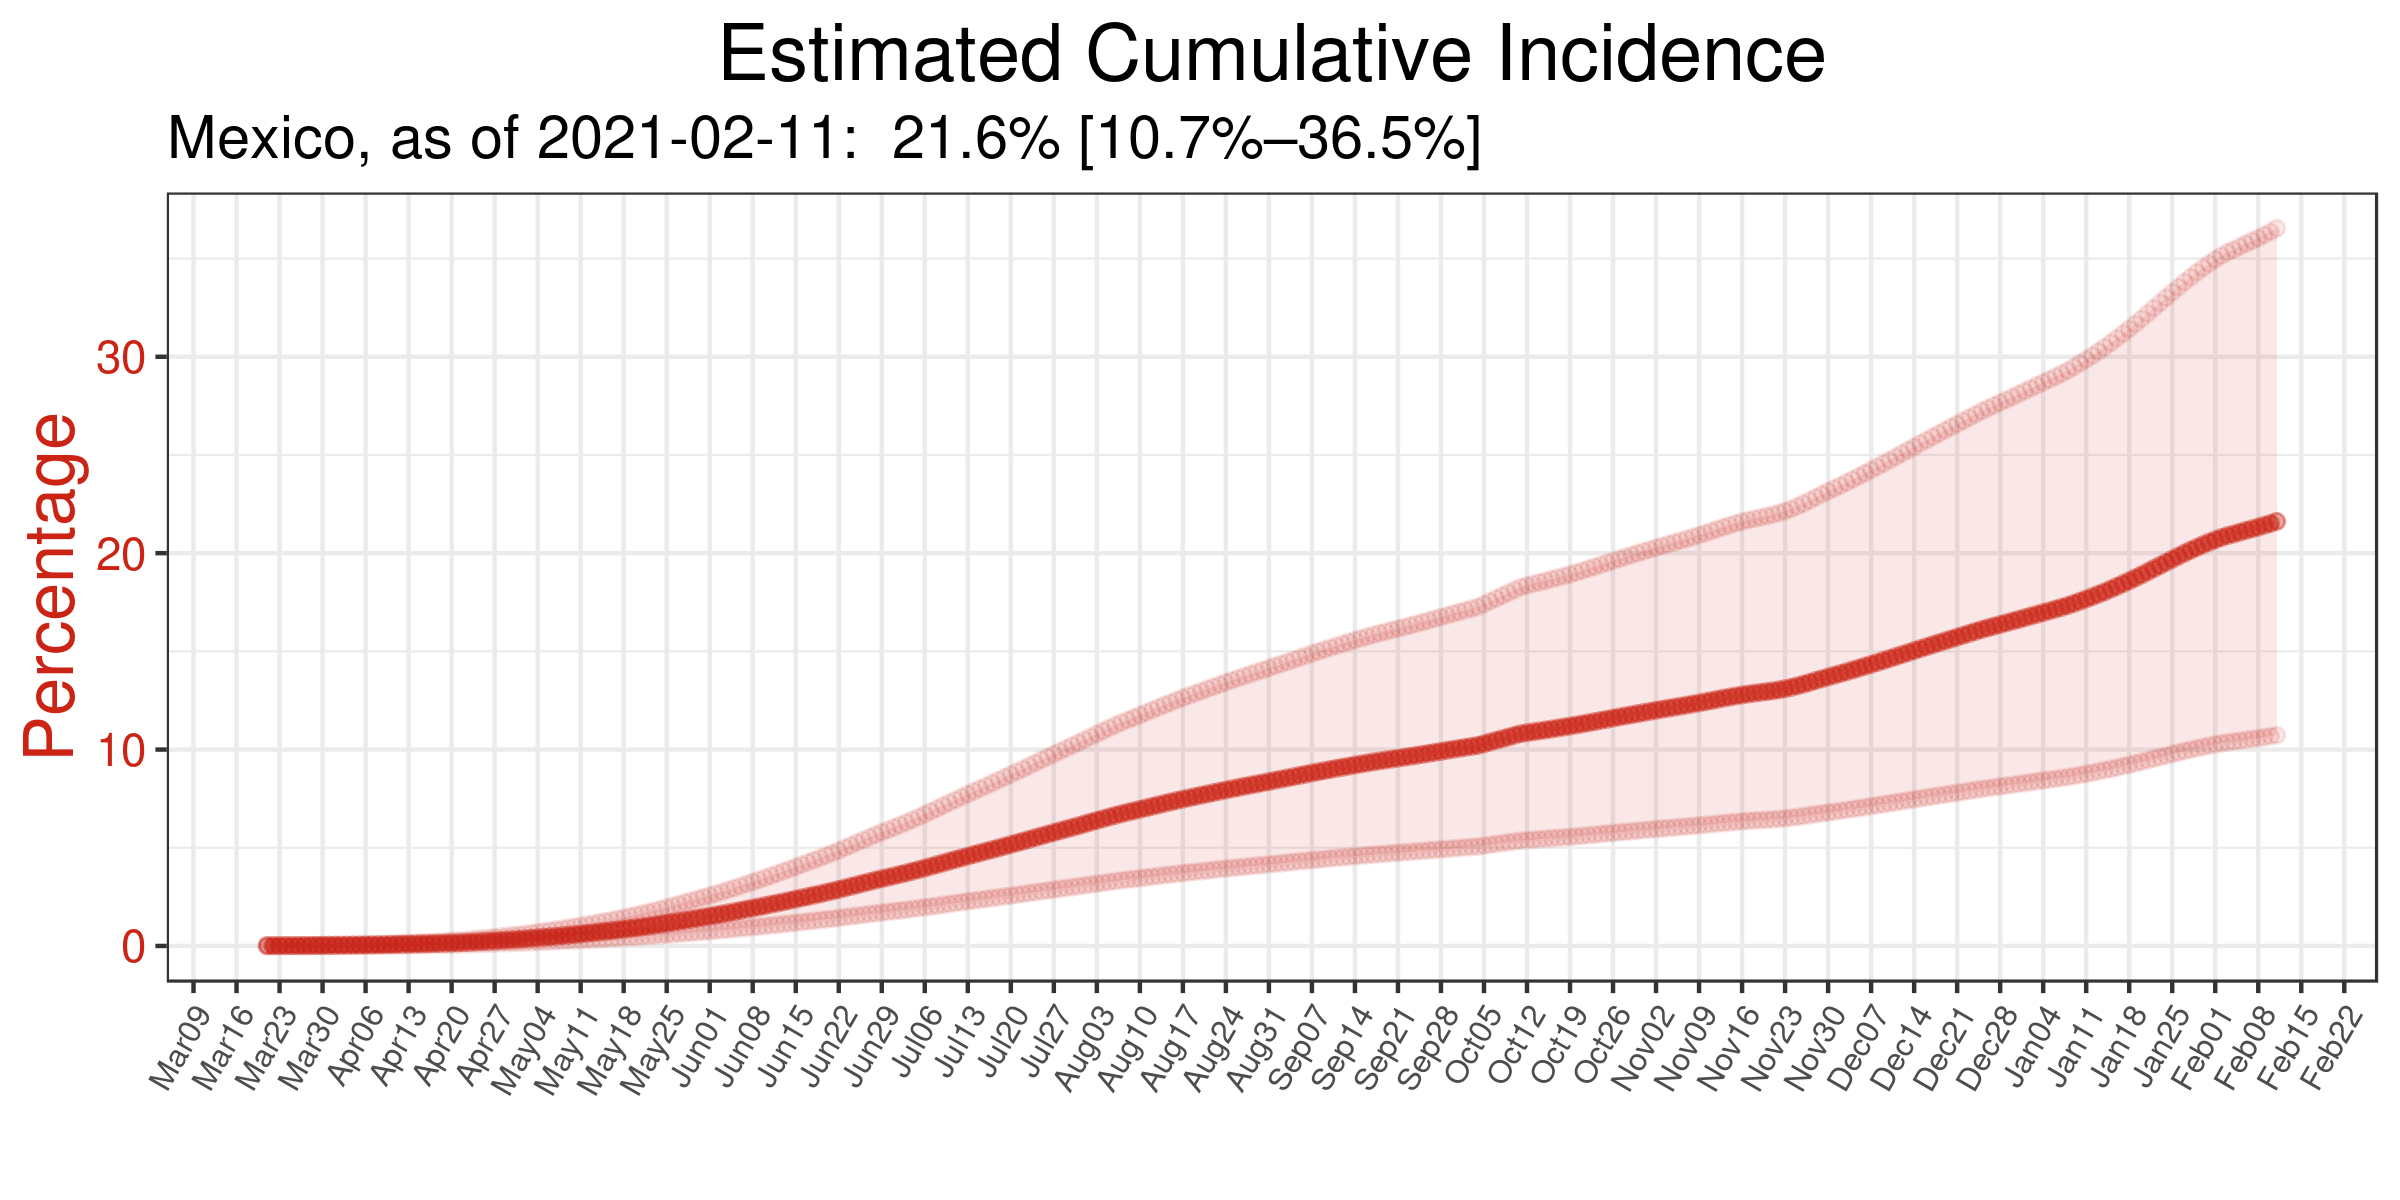 Estimated Cumulative Incidence
Mexico, as of 2021-02-11:  21.6% [10.7%–36.5%]
Percentage
30
20
10
0
Mar09 Mar16 Mar23 Mar30 Apr06 Apr13 Apr20 Apr27 May04 May11 May18 May25 Jun01 Jun08 Jun15 Jun22 Jun29 Jul06 Jul13 Jul20 Jul27 Aug03 Aug10 Aug17 Aug24 Aug31 Sep07 Sep14 Sep21 Sep28 Oct05 Oct12 Oct19 Oct26 Nov02 Nov09 Nov16 Nov23 Nov30 Dec07 Dec14 Dec21 Dec28 Jan04 Jan11 Jan18 Jan25 Feb01 Feb08 Feb15 Feb22